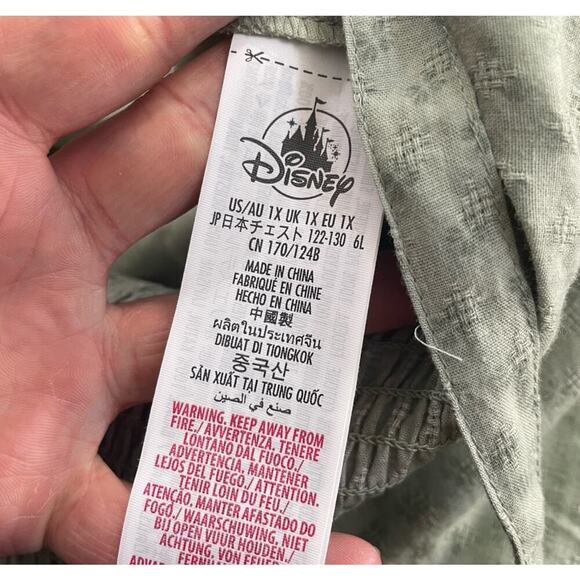 Disney
US/AU 1X UK 1X EU 1X
JP日本チェスト 122-130 6L
CN 170/124B
MADE IN CHINA
FABRIQUÉ EN CHINE
HECHO EN CHINA
中國製
ผลิตในประเทศจีน
DIBUAT DI TIONGKOK
중국산
SẢN XUẤT TẠI TRUNG QUỐC
صنع في الصين
WARNING. KEEP AWAY FROM
FIRE./ AVVERTENZA. TENERE
LONTANO DAL FUOCO./
ADVERTENCIA. MANTENER
LEJOS DEL FUEGO./ ATTENTION.
TENIR LOIN DU FEU./
ATENÇÃO. MANTER AFASTADO DO
FOGO./ WAARSCHUWING. NIET
BIJ OPEN VUUR HOUDEN./
ACHTUNG, VON FEUER